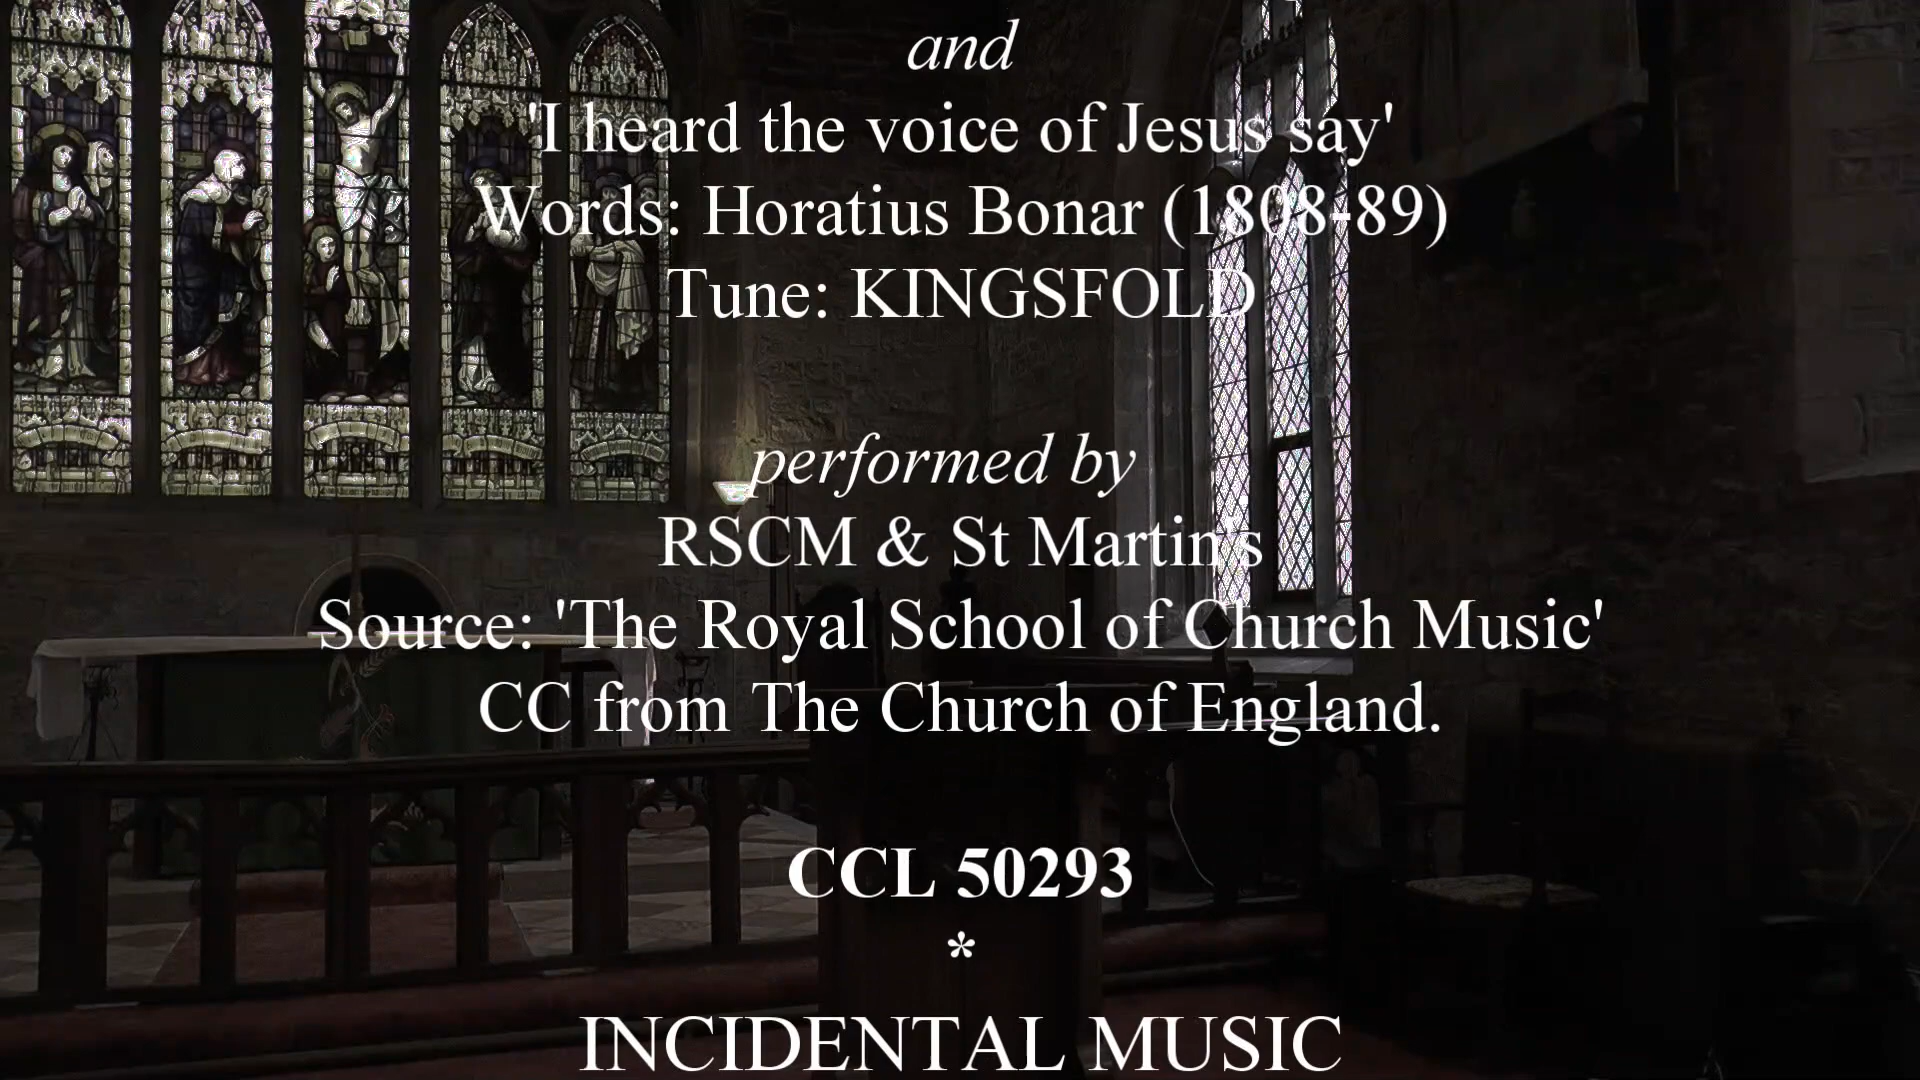 and
'I heard the voice of Jesus say'
Words: Horatius Bonar (1808-89)
Tune: KINGSFOLD
performed by
RSCM & St Martin's
Source: 'The Royal School of Church Music'
CC from The Church of England.
CCL 50293
*
INCIDENTAL MUSIC